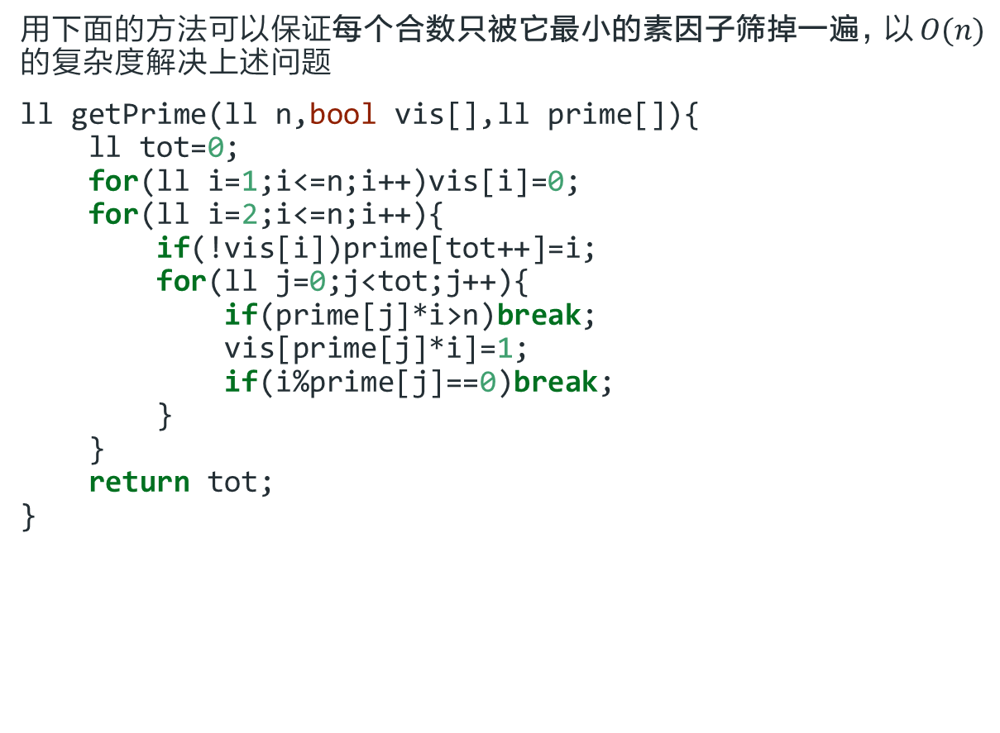 用下面的方法可以保证每个合数只被它最小的素因子筛掉一遍，以 O(n)
的复杂度解决上述问题
ll getPrime(ll n,bool vis[],ll prime[]){
    ll tot=0;
    for(ll i=1;i<=n;i++)vis[i]=0;
    for(ll i=2;i<=n;i++){
        if(!vis[i])prime[tot++]=i;
        for(ll j=0;j<tot;j++){
            if(prime[j]*i>n)break;
            vis[prime[j]*i]=1;
            if(i%prime[j]==0)break;
        }
    }
    return tot;
}